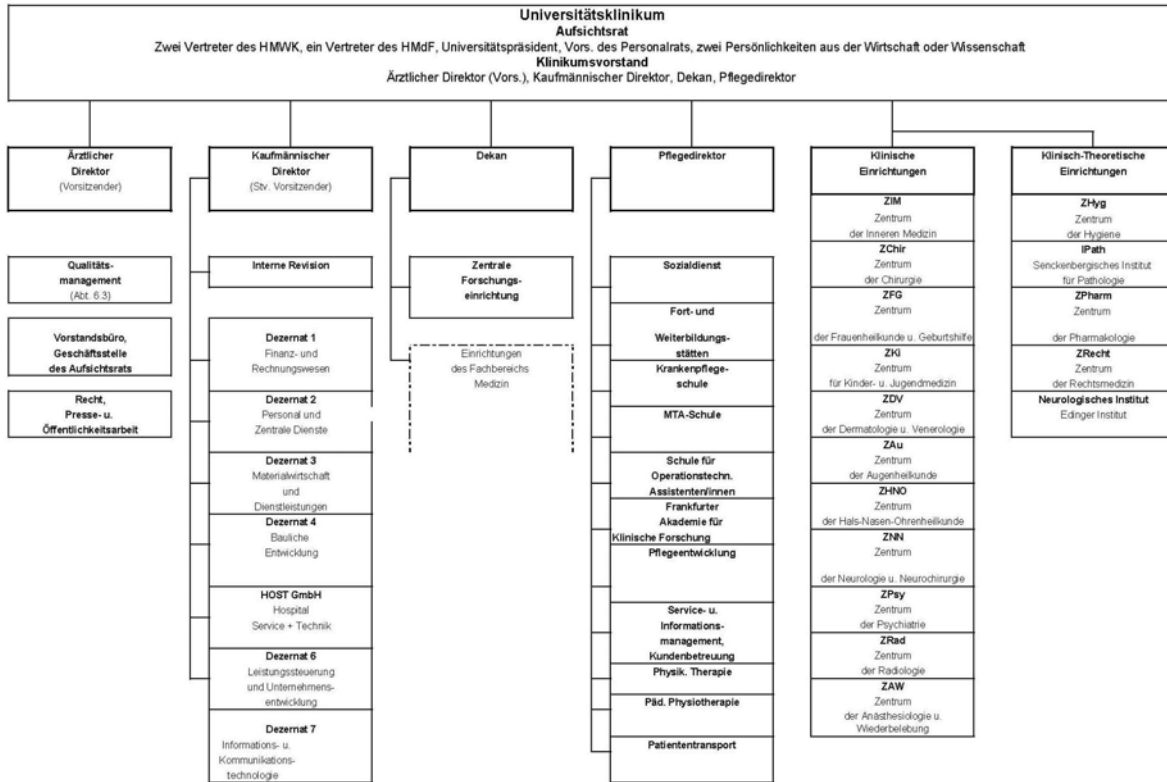 Universitätsklinikum
Aufsichtsrat
Zwei Vertreter des HMWK, ein Vertreter des HMdF, Universitätspräsident, Vors. des Personalrats, zwei Persönlichkeiten aus der Wirtschaft oder Wissenschaft
Klinikumsvorstand
Ärztlicher Direktor (Vors.), Kaufmännischer Direktor, Dekan, Pflegedirektor
Ärztlicher
Direktor
(Vorsitzender)
Qualitäts-
management
(Abt. 6.3)
Vorstandsbüro,
Geschäftsstelle
des Aufsichtsrats
Recht,
Presse- u.
Öffentlichkeitsarbeit
Kaufmännischer
Direktor
(Stv. Vorsitzender)
Interne Revision
Dezernat 1
Finanz- und
Rechnungswesen
Dezernat 2
Personal und
Zentrale Dienste
Dezernat 3
Materialwirtschaft
und
Dienstleistungen
Dezernat 4
Bauliche
Entwicklung
HOST GmbH
Hospital
Service + Technik
Dezernat 6
Leistungssteuerung
und Unternehmens-
entwicklung
Dezernat 7
Informations- u.
Kommunikations-
technologie
Dekan
Zentrale
Forschungs-
einrichtung
Einrichtungen
des Fachbereichs
Medizin
Pflegedirektor
Sozialdienst
Fort- und
Weiterbildungs-
stätten
Krankenpflege-
schule
MTA-Schule
Schule für
Operationstechn.
Assistenten/innen
Frankfurter
Akademie für
Klinische Forschung
Pflegeentwicklung
Service- u.
Informations-
management,
Kundenbetreuung
Physik. Therapie
Päd. Physiotherapie
Patiententransport
Klinische
Einrichtungen
ZIM
Zentrum
der Inneren Medizin
ZChir
Zentrum
der Chirurgie
ZFG
Zentrum
der Frauenheilkunde u. Geburtshilfe
ZKi
Zentrum
für Kinder- u. Jugendmedizin
ZDV
Zentrum
der Dermatologie u. Venerologie
ZAu
Zentrum
der Augenheilkunde
ZHNO
Zentrum
der Hals-Nasen-Ohrenheilkunde
ZNN
Zentrum
der Neurologie u. Neurochirurgie
ZPsy
Zentrum
der Psychiatrie
ZRad
Zentrum
der Radiologie
ZAW
Zentrum
der Anästhesiologie u.
Wiederbelebung
Klinisch-Theoretische
Einrichtungen
ZHyg
Zentrum
der Hygiene
IPath
Senckenbergisches Institut
für Pathologie
ZPharm
Zentrum
der Pharmakologie
ZRecht
Zentrum
der Rechtsmedizin
Neurologisches Institut
Edinger Institut